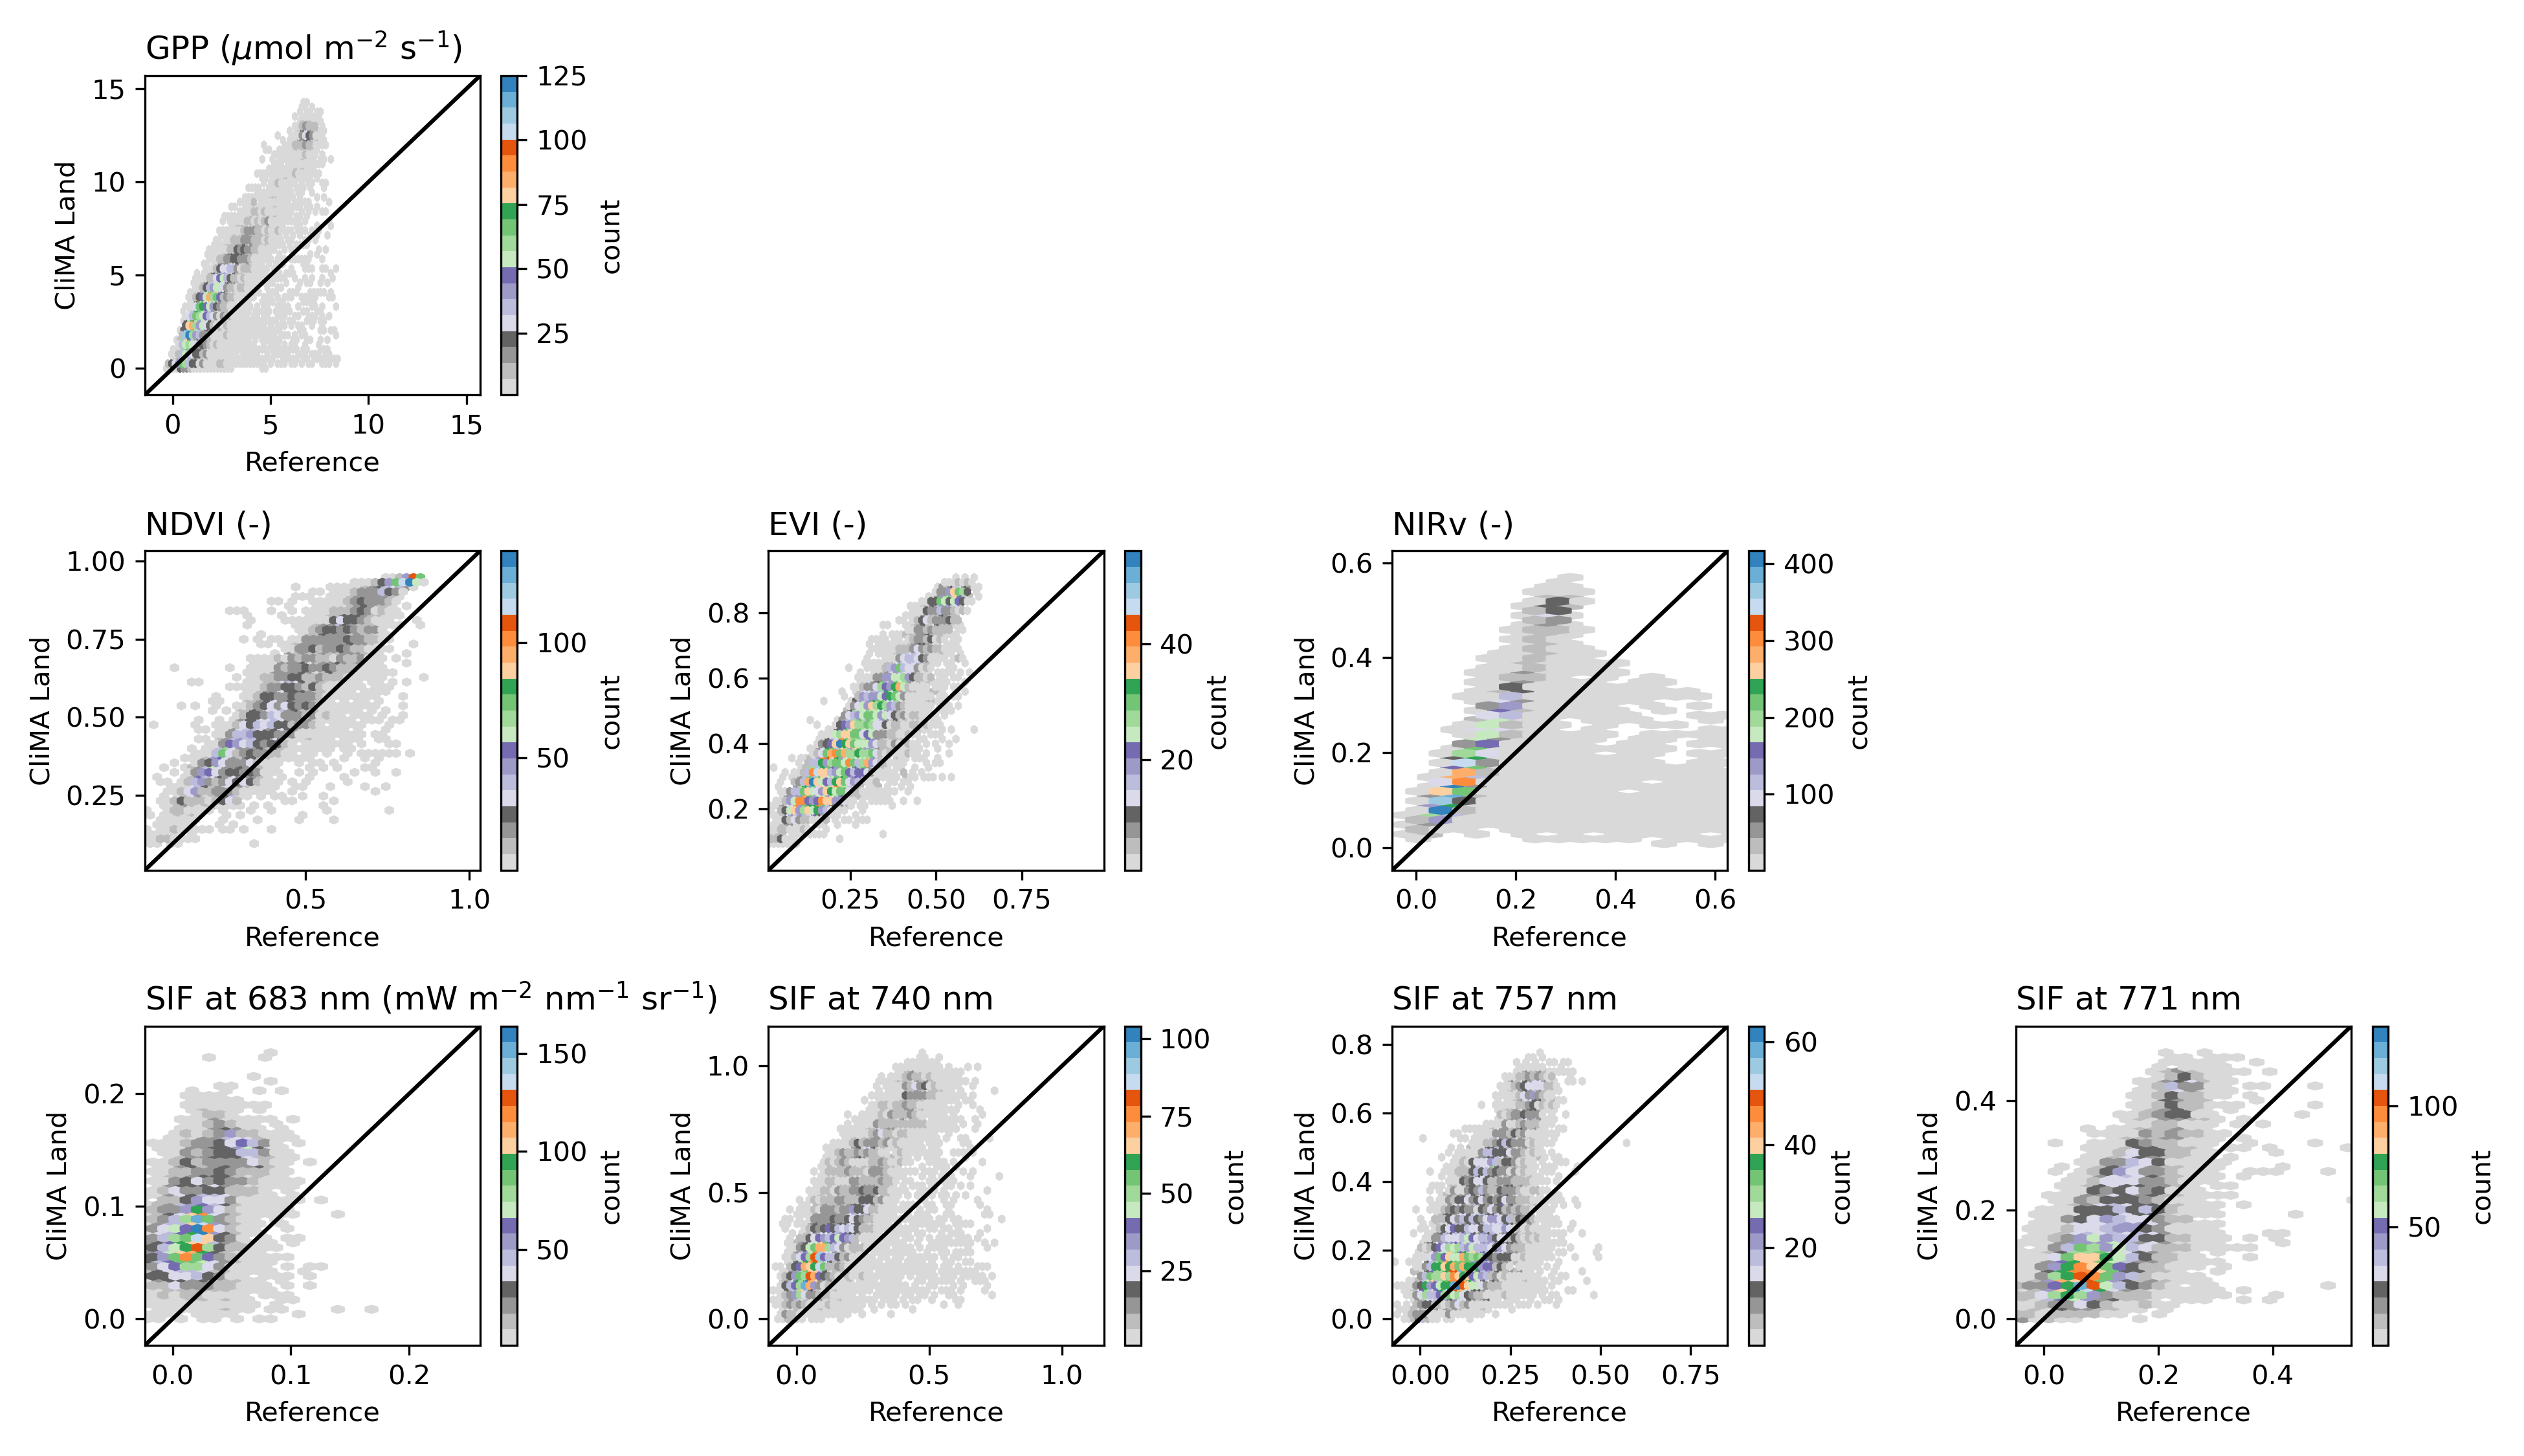 GPP (μmol m⁻² s⁻¹)
15
10
5
0
CliMA Land
0 5 10 15
Reference
125
100
75
50
25
count
NDVI (-)
1.00
0.75
0.50
0.25
CliMA Land
0.5 1.0
Reference
100
50
count
EVI (-)
0.8
0.6
0.4
0.2
CliMA Land
0.25 0.50 0.75
Reference
40
20
count
NIRv (-)
0.6
0.4
0.2
0.0
CliMA Land
0.0 0.2 0.4 0.6
Reference
400
300
200
100
count
SIF at 683 nm (mW m⁻² nm⁻¹ sr⁻¹)
0.2
0.1
0.0
CliMA Land
0.0 0.1 0.2
Reference
150
100
50
count
SIF at 740 nm
1.0
0.5
0.0
CliMA Land
0.0 0.5 1.0
Reference
100
75
50
25
count
SIF at 757 nm
0.8
0.6
0.4
0.2
0.0
CliMA Land
0.00 0.25 0.50 0.75
Reference
60
40
20
count
SIF at 771 nm
0.4
0.2
0.0
CliMA Land
0.0 0.2 0.4
Reference
100
50
count